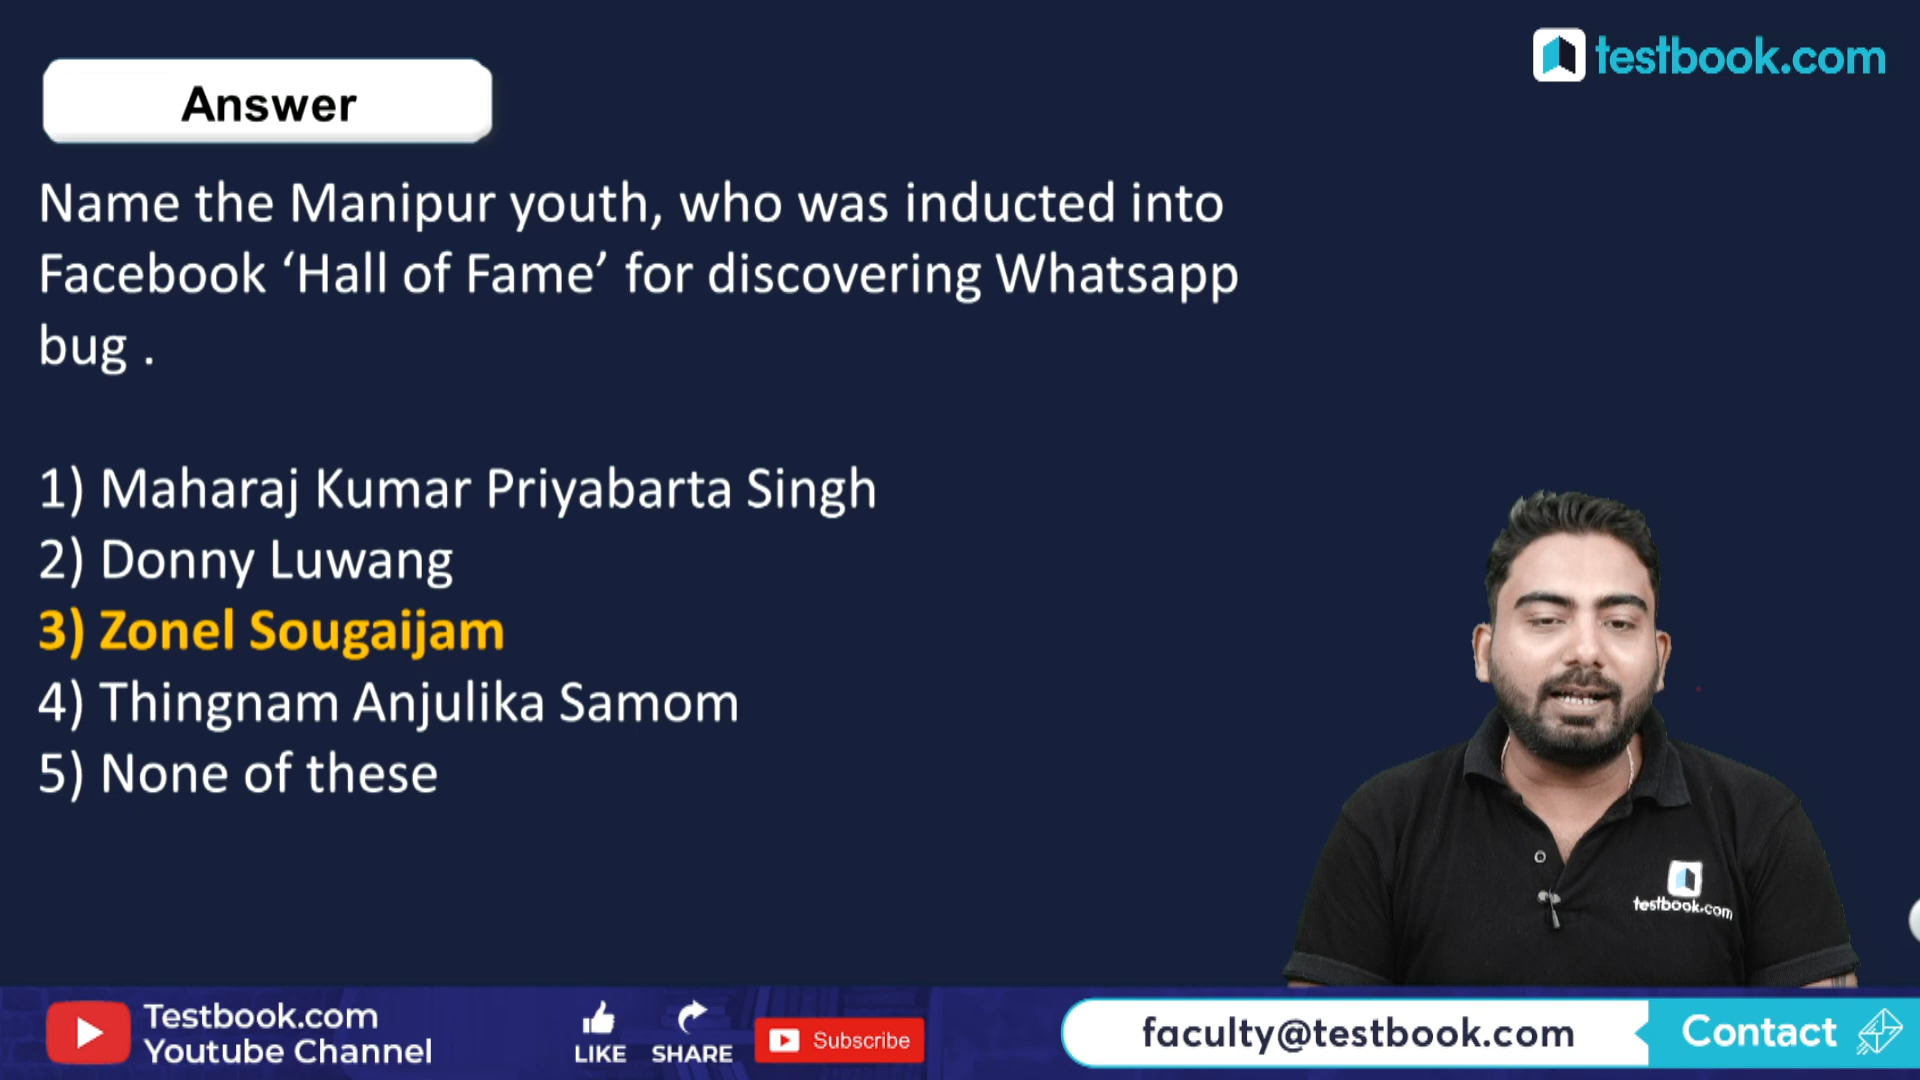 testbook.com
Answer
Name the Manipur youth, who was inducted into
Facebook ‘Hall of Fame’ for discovering Whatsapp
bug .
1) Maharaj Kumar Priyabarta Singh
2) Donny Luwang
3) Zonel Sougaijam
4) Thingnam Anjulika Samom
5) None of these
testbook.com
Testbook.com
Youtube Channel
LIKE SHARE
Subscribe
faculty@testbook.com
Contact